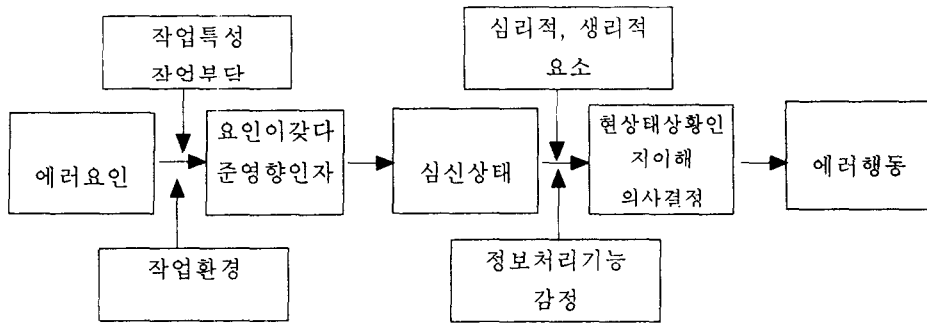 작업특성
작업부담
심리적, 생리적
요소
에러요인
요인이갖다
준영향인자
심신상태
현상태상황인
지이해
의사결정
에러행동
작업환경
정보처리기능
감정